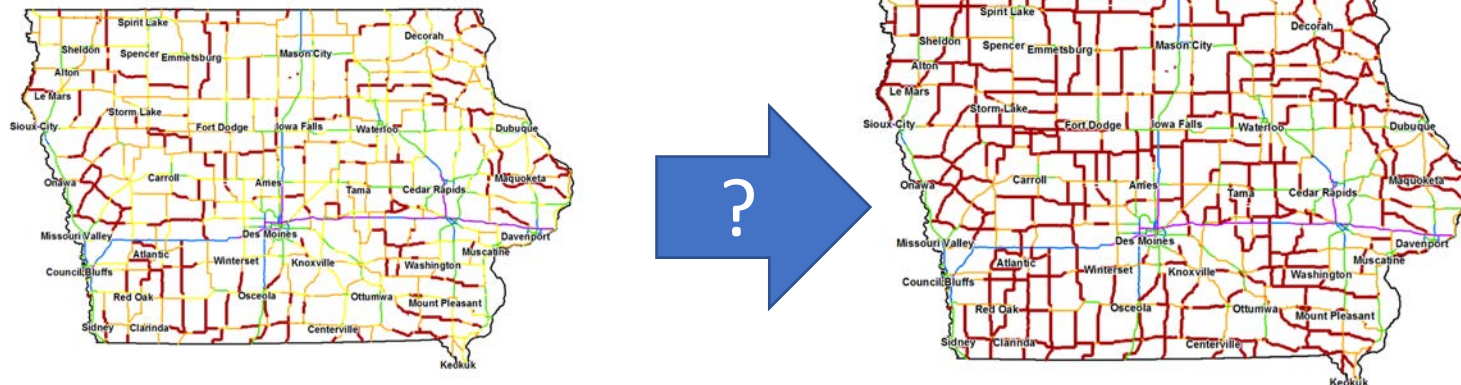 Spirit Lake
Decorah
Sheldon
Spencer
Emmetsburg
Mason City
Alton
Le Mars
Storm Lake
Sioux City
Fort Dodge
Iowa Falls
Waterloo
Dubuque
Onawa
Carroll
Ames
Tama
Cedar Rapids
Maquoketa
Missouri Valley
Des Moines
Davenport
Atlantic
Muscatine
Council Bluffs
Winterset
Knoxville
Washington
Red Oak
Osceola
Ottumwa
Mount Pleasant
Sidney
Clarinda
Centerville
Keokuk
?
Spirit Lake
Decorah
Sheldon
Spencer
Emmetsburg
Mason City
Alton
Le Mars
Storm Lake
Sioux City
Fort Dodge
Iowa Falls
Waterloo
Dubuque
Onawa
Carroll
Ames
Tama
Cedar Rapids
Maquoketa
Missouri Valley
Des Moines
Davenport
Atlantic
Muscatine
Council Bluffs
Winterset
Knoxville
Washington
Red Oak
Osceola
Ottumwa
Mount Pleasant
Sidney
Clarinda
Centerville
Keokuk